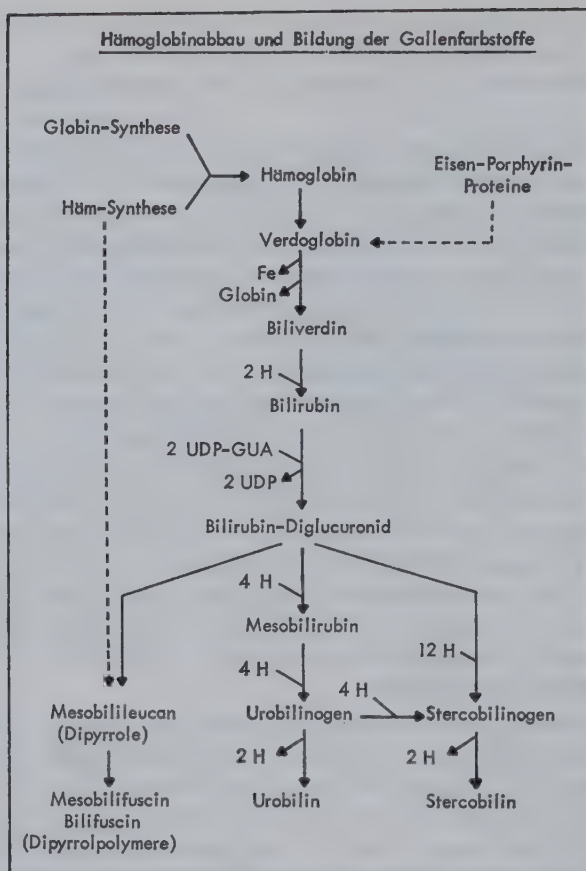 Hämoglobinabbau und Bildung der Gallenfarbstoffe
Globin-Synthese
Häm-Synthese
Hämoglobin
Eisen-Porphyrin-
Proteine
Verdoglobin
Fe
Globin
Biliverdin
2 H
Bilirubin
2 UDP-GUA
2 UDP
Bilirubin-Diglucuronid
4 H
Mesobilirubin
12 H
4 H
4 H
Mesobilileucan
(Dipyrrole)
Urobilinogen
Stercobilinogen
2 H
2 H
Mesobilifuscin
Bilifuscin
(Dipyrrolpolymere)
Urobilin
Stercobilin